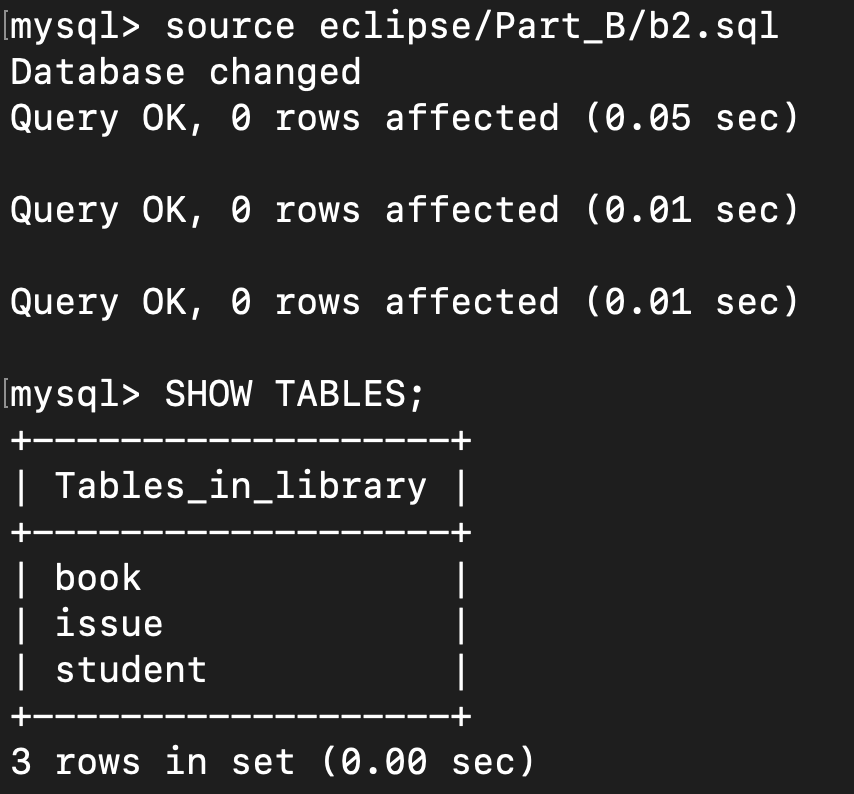 [mysql> source eclipse/Part_B/b2.sql
Database changed
Query OK, 0 rows affected (0.05 sec)

Query OK, 0 rows affected (0.01 sec)

Query OK, 0 rows affected (0.01 sec)

[mysql> SHOW TABLES;
+-------------------+
| Tables_in_library |
+-------------------+
| book              |
| issue             |
| student           |
+-------------------+
3 rows in set (0.00 sec)